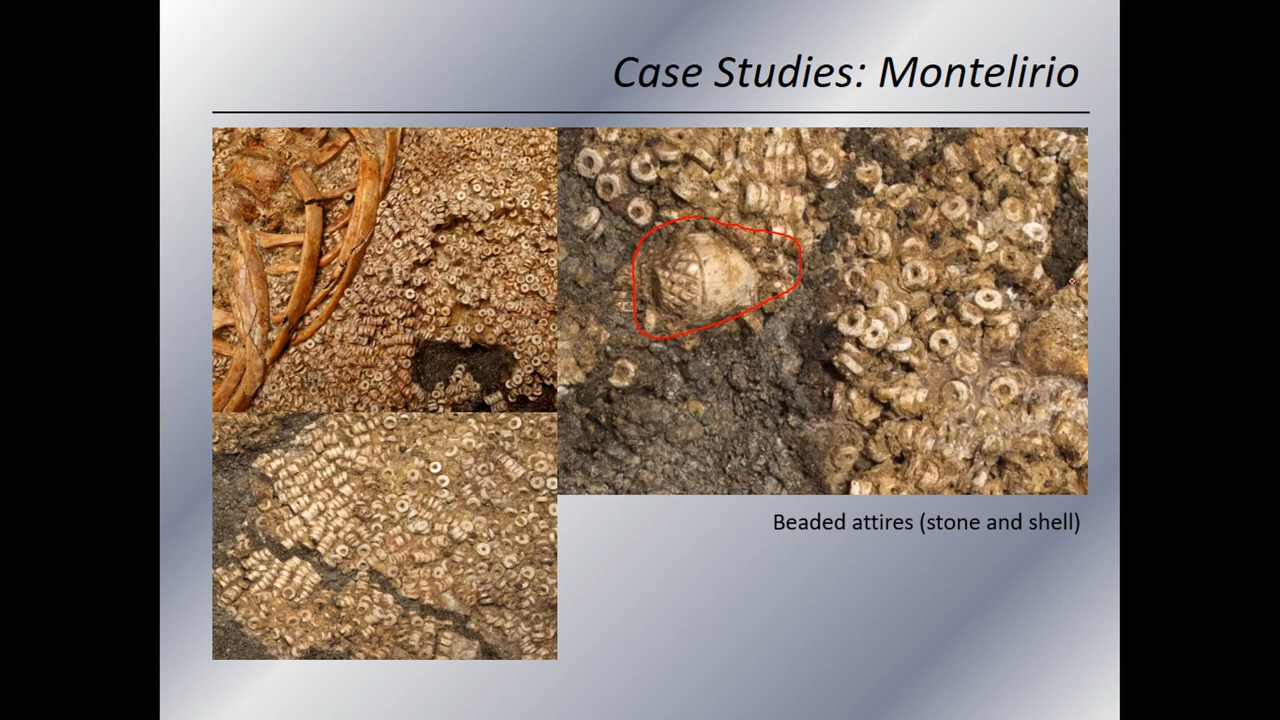 Case Studies: Montelirio
Beaded attires (stone and shell)